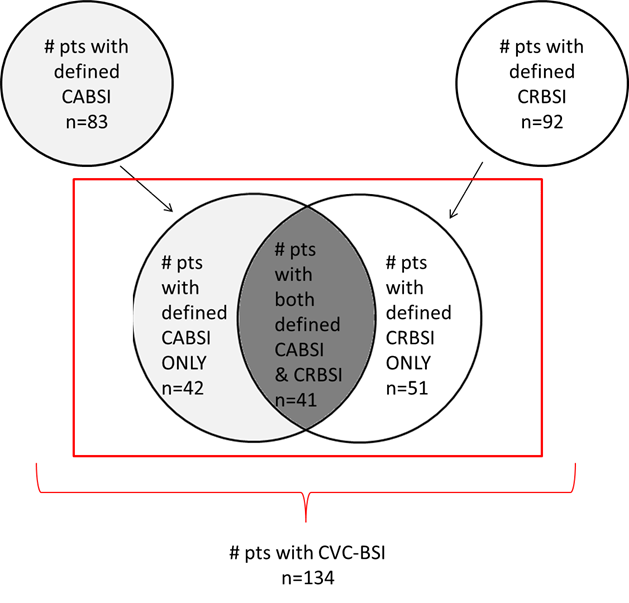 # pts with
defined
CABSI
n=83
# pts with
defined
CRBSI
n=92
# pts
with
defined
CABSI
ONLY
n=42
# pts
with
both
defined
CABSI
& CRBSI
n=41
# pts
with
defined
CRBSI
ONLY
n=51
# pts with CVC-BSI
n=134